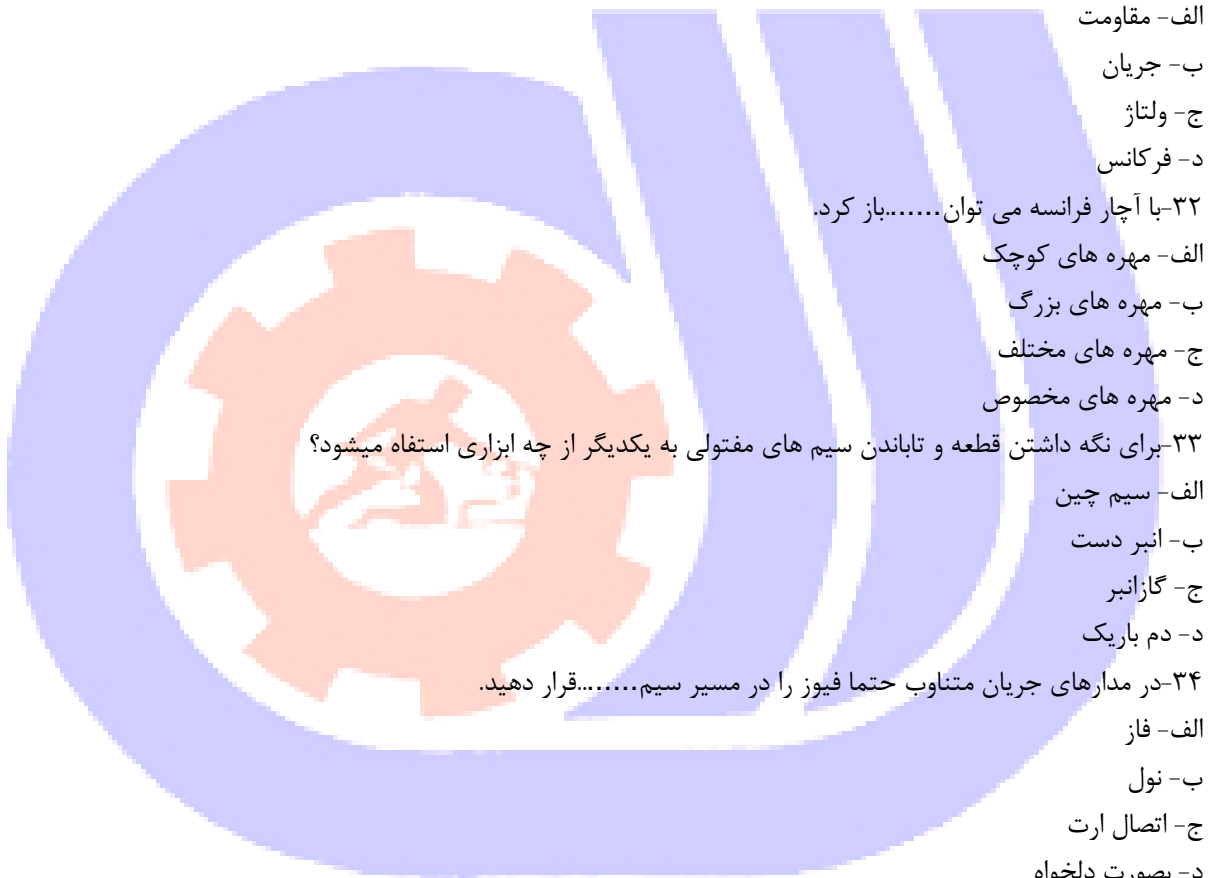 الف- مقاومت
ب- جریان
ج- ولتاژ
د- فرکانس
۳۲-با آچار فرانسه می توان.......باز کرد.
الف- مهره های کوچک
ب- مهره های بزرگ
ج- مهره های مختلف
د- مهره های مخصوص
۳۳-برای نگه داشتن قطعه و تاباندن سیم های مفتولی به یکدیگر از چه ابزاری استفاه میشود؟
الف- سیم چین
ب- انبر دست
ج- گازانبر
د- دم باریک
۳۴-در مدارهای جریان متناوب حتما فیوز را در مسیر سیم........قرار دهید.
الف- فاز
ب- نول
ج- اتصال ارت
د- بصورت دلخواه